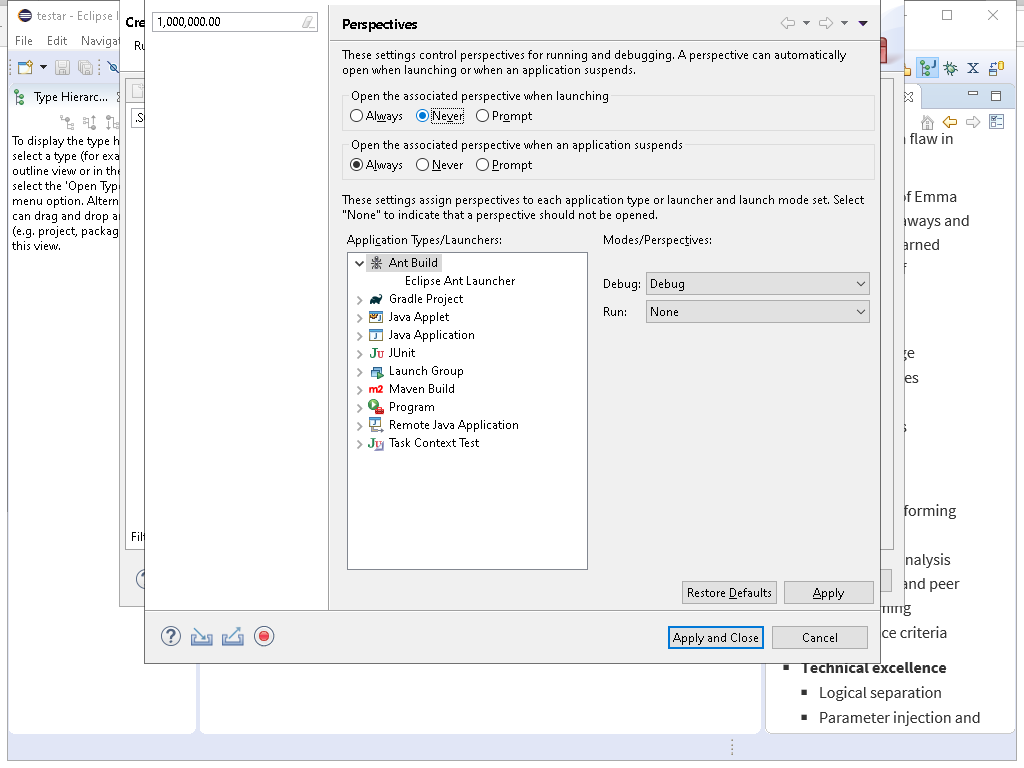 testar - Eclipse I
File Edit Navigat
Type Hierarc...
To display the type h
select a type (for exa
outline view or in the
select the 'Open Type
menu option. Altern
can drag and drop a
(e.g. project, packag
this view.
Cre
Ru
.S
Filt
1,000,000.00
Perspectives
These settings control perspectives for running and debugging. A perspective can automatically
open when launching or when an application suspends.
Open the associated perspective when launching
Always Never Prompt
Open the associated perspective when an application suspends
Always Never Prompt
These settings assign perspectives to each application type or launcher and launch mode set. Select
"None" to indicate that a perspective should not be opened.
Application Types/Launchers:
Ant Build
Eclipse Ant Launcher
Gradle Project
Java Applet
Java Application
JUnit
Launch Group
Maven Build
Program
Remote Java Application
Task Context Test
Modes/Perspectives:
Debug: Debug
Run: None
Restore Defaults Apply
Apply and Close Cancel
flaw in
of Emma
aways and
arned
f
ge
es
s
forming
nalysis
and peer
ning
ce criteria
Technical excellence
Logical separation
Parameter injection and